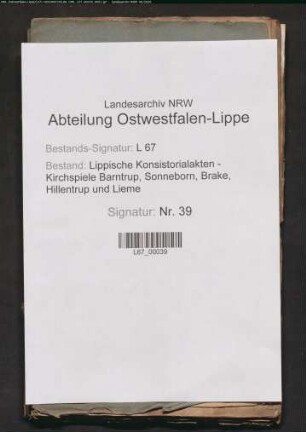 Landesarchiv NRW
Abteilung Ostwestfalen-Lippe
Bestands-Signatur: L 67
Bestand: Lippische Konsistorialakten -
Kirchspiele Barntrup, Sonneborn, Brake,
Hillentrup und Lieme
Signatur: Nr. 39
L67_00039